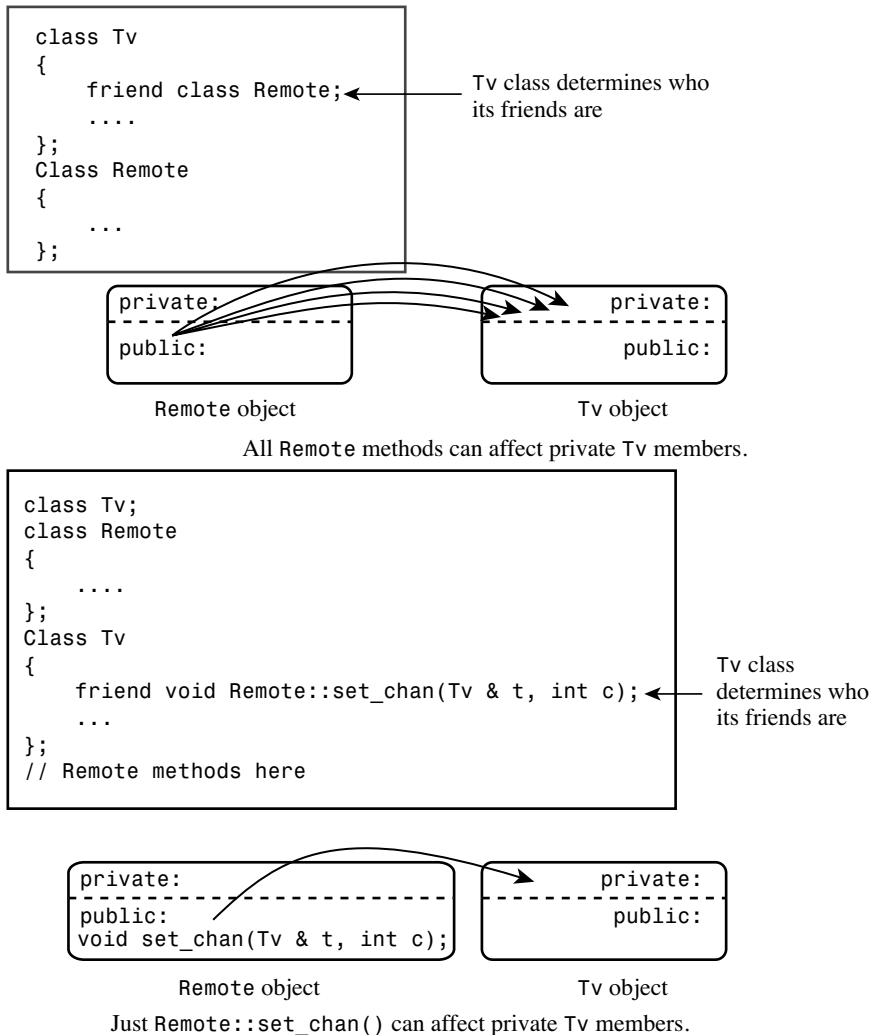 class Tv
{
    friend class Remote;
    ....
};
Class Remote
{
    ...
};
Tv class determines who
its friends are
private:
public:
private:
public:
Remote object
Tv object
All Remote methods can affect private Tv members.
class Tv;
class Remote
{
    ....
};
Class Tv
{
    friend void Remote::set_chan(Tv & t, int c);
    ...
};
// Remote methods here
Tv class
determines who
its friends are
private:
public:
void set_chan(Tv & t, int c);
private:
public:
Remote object
Tv object
Just Remote::set_chan() can affect private Tv members.